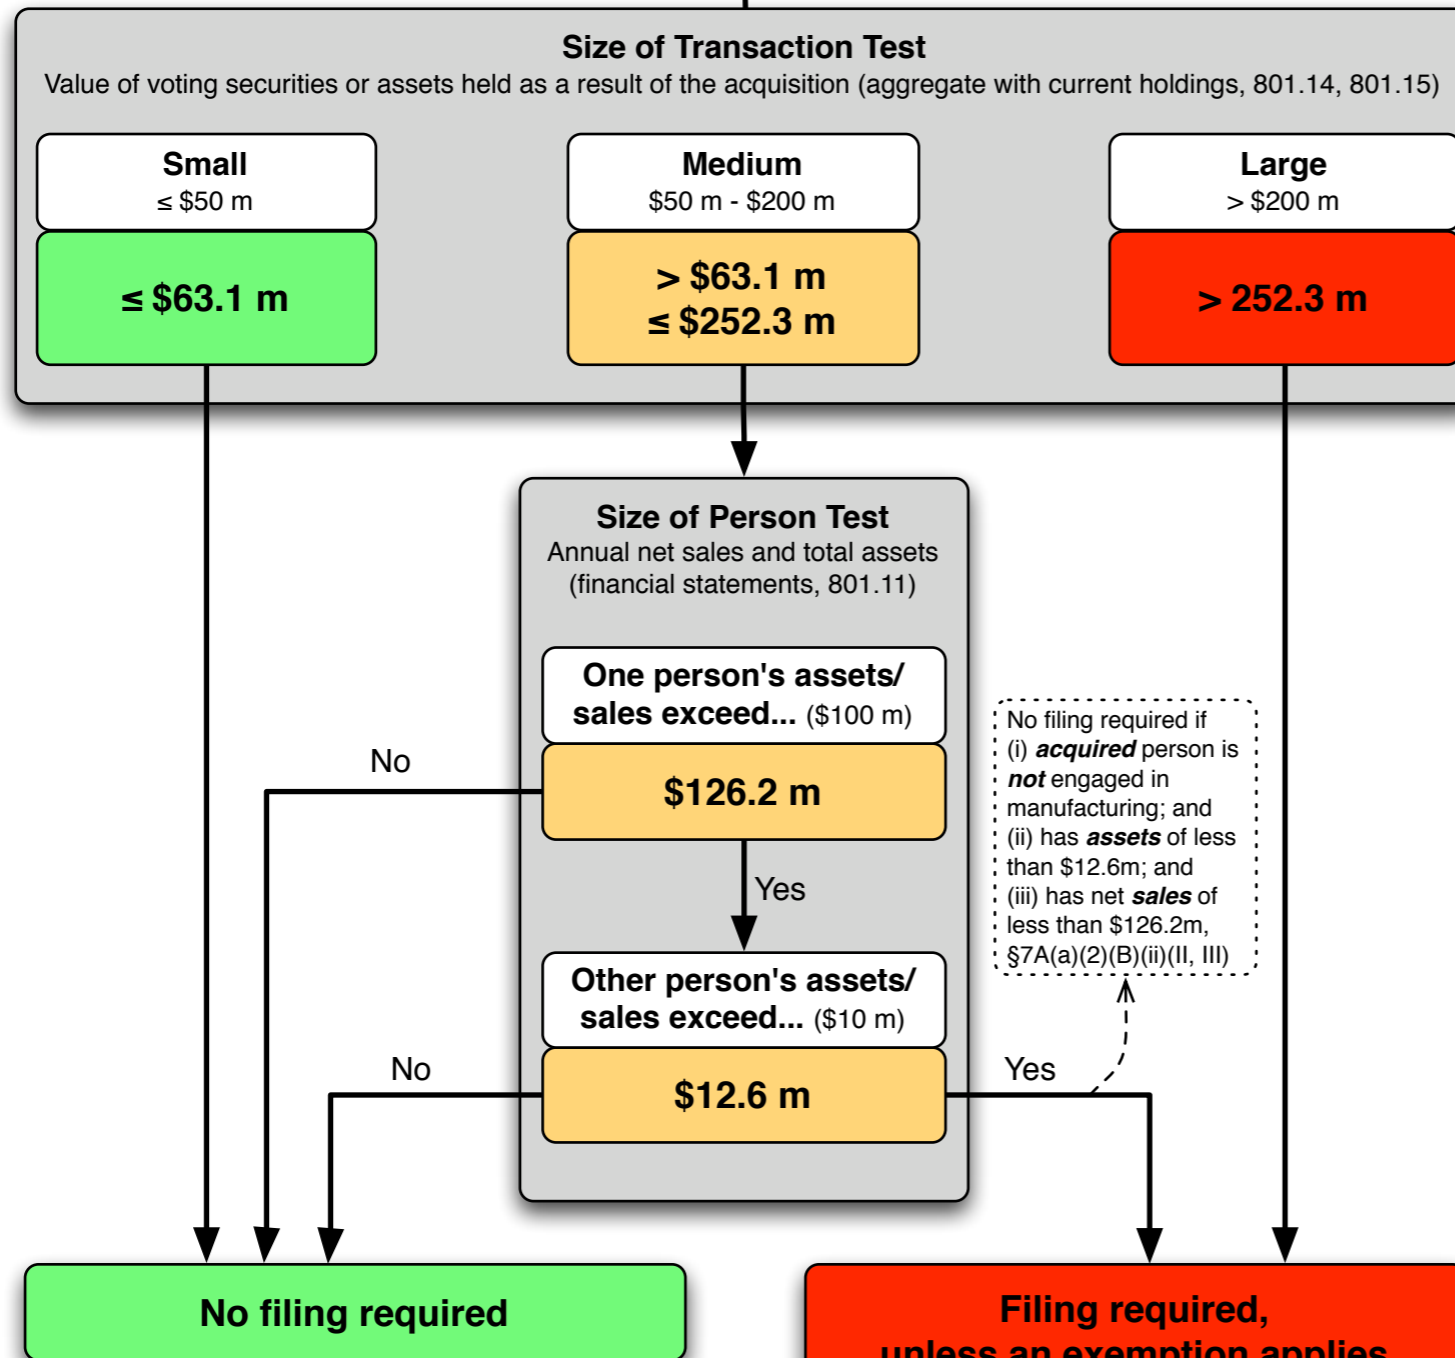 Size of Transaction Test
Value of voting securities or assets held as a result of the acquisition (aggregate with current holdings, 801.14, 801.15)
Small
≤ $50 m
≤ $63.1 m
Medium
$50 m - $200 m
> $63.1 m
≤ $252.3 m
Large
> $200 m
> 252.3 m
Size of Person Test
Annual net sales and total assets
(financial statements, 801.11)
One person's assets/
sales exceed... ($100 m)
$126.2 m
No
Yes
Other person's assets/
sales exceed... ($10 m)
$12.6 m
No
Yes
No filing required if
(i) acquired person is
not engaged in
manufacturing; and
(ii) has assets of less
than $12.6m; and
(iii) has net sales of
less than $126.2m,
§7A(a)(2)(B)(ii)(II, III)
No filing required
Filing required,
unless an exemption applies